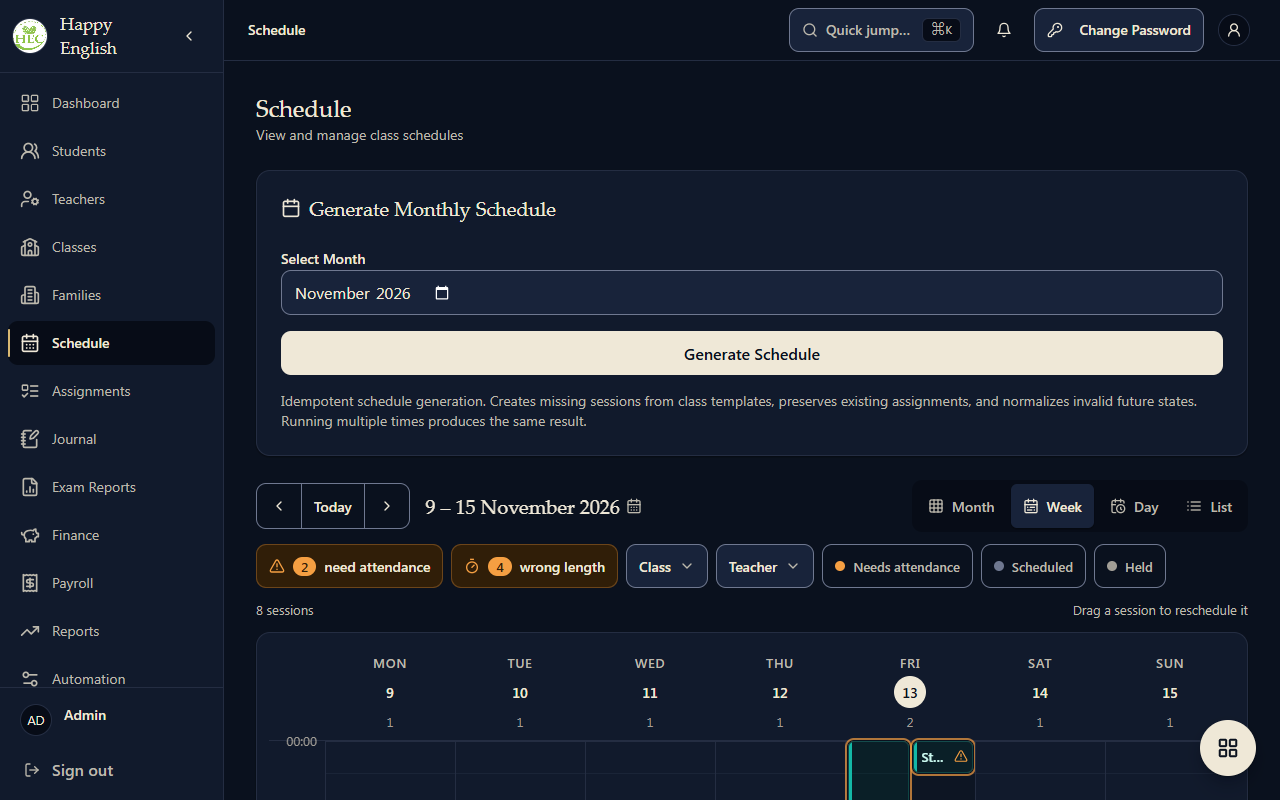 HEC
Happy
English
Schedule
Quick jump... ⌘K
Change Password
Dashboard
Students
Teachers
Classes
Families
Schedule
Assignments
Journal
Exam Reports
Finance
Payroll
Reports
Automation
AD
Admin
Sign out
Schedule
View and manage class schedules
Generate Monthly Schedule
Select Month
November 2026
Generate Schedule
Idempotent schedule generation. Creates missing sessions from class templates, preserves existing assignments, and normalizes invalid future states.
Running multiple times produces the same result.
Today
9 – 15 November 2026
Month
Week
Day
List
2 need attendance
4 wrong length
Class
Teacher
Needs attendance
Scheduled
Held
8 sessions
Drag a session to reschedule it
MON TUE WED THU FRI SAT SUN
9 10 11 12 13 14 15
1 1 1 1 2 1 1
00:00
St...